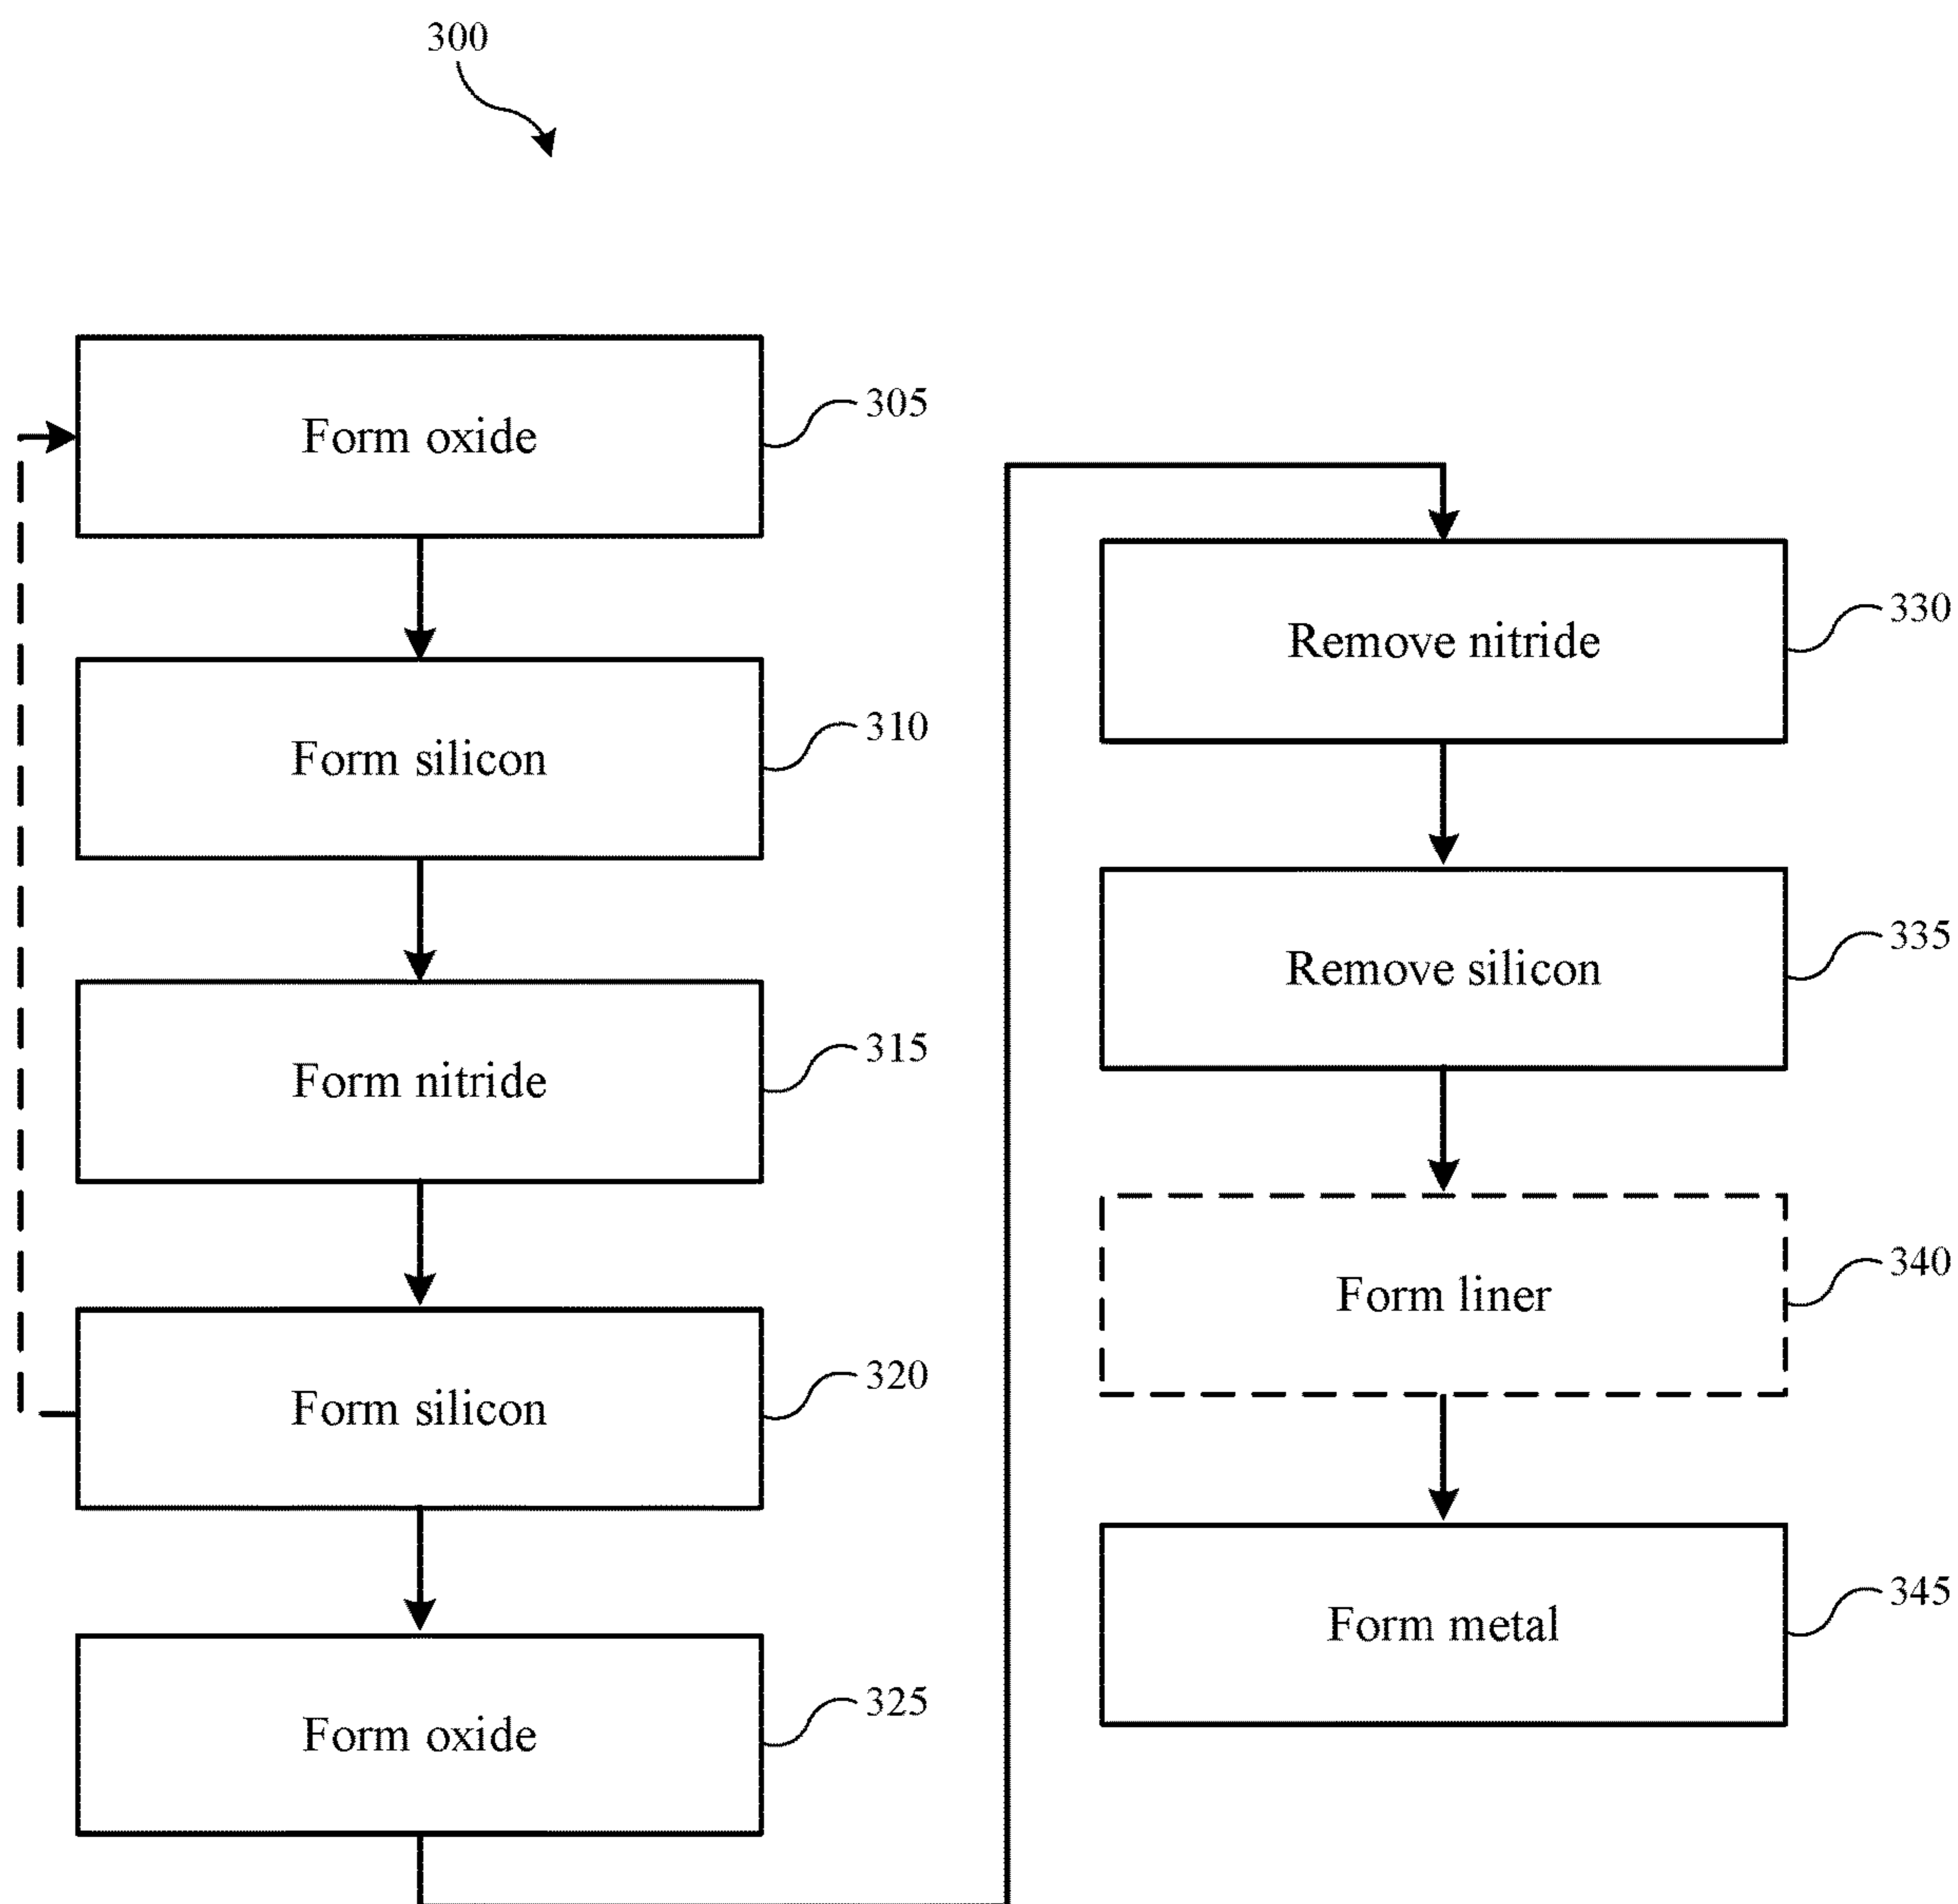 300
Form oxide
305
Form silicon
310
Form nitride
315
Form silicon
320
Form oxide
325
Remove nitride
330
Remove silicon
335
Form liner
340
Form metal
345